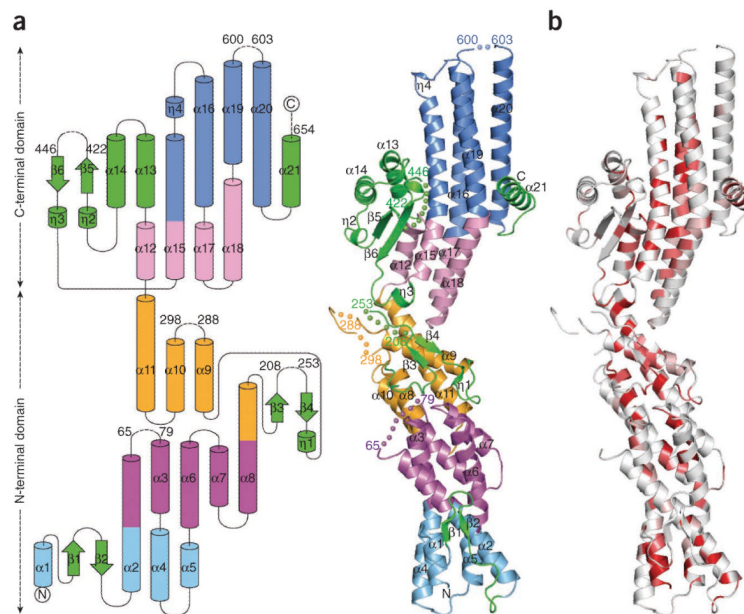 a
b
C-terminal domain
N-terminal domain
600 603
η4
α16
α19
α20
C
654
446
422
β6
β5
α14
α13
α21
η3
η2
α12
α15
α17
α18
298 288
α11
α10
α9
208
253
β3
β4
η1
65
79
α3
α6
α7
α8
α1
N
β1
β2
α2
α4
α5
600 603
η4
α20
α13
α14
446
α19
C
α21
422
α16
η2
β5
β6
α12
α15
α17
α18
η3
253
288
β4
298
β3
α9
α10
α8
α11
η1
79
65
α3
α7
α6
β2
β1
α1
α2
α5
α4
N